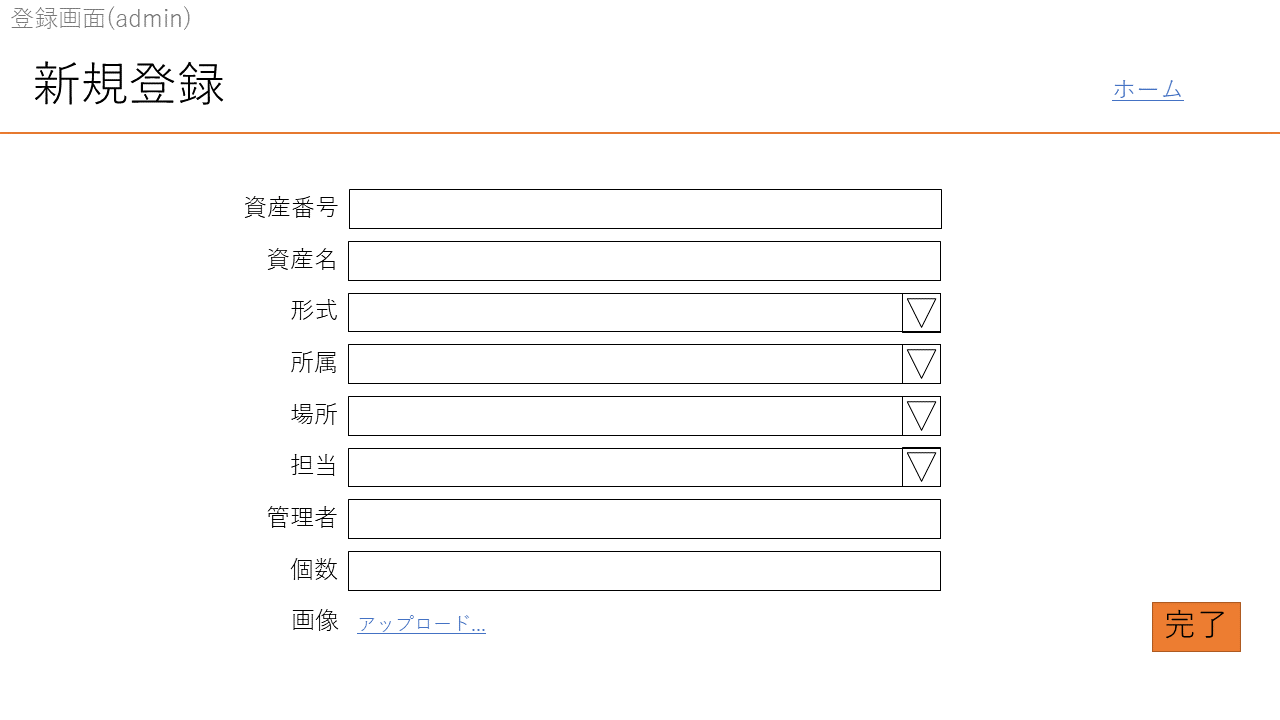 登録画面(admin)
新規登録
ホーム
資産番号
資産名
形式
所属
場所
担当
管理者
個数
画像 アップロード...
完了